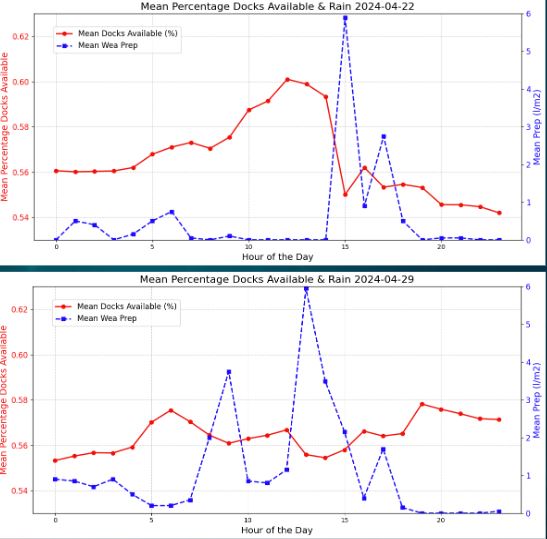 Mean Percentage Docks Available & Rain 2024-04-22
Mean Docks Available (%)
Mean Wea Prep
Mean Percentage Docks Available
0.62
0.60
0.58
0.56
0.54
6
5
4
3
2
1
0
Mean Prep (l/m2)
0 5 10 15 20
Hour of the Day
Mean Percentage Docks Available & Rain 2024-04-29
Mean Docks Available (%)
Mean Wea Prep
Mean Percentage Docks Available
0.62
0.60
0.58
0.56
0.54
6
5
4
3
2
1
0
Mean Prep (l/m2)
0 5 10 15 20
Hour of the Day